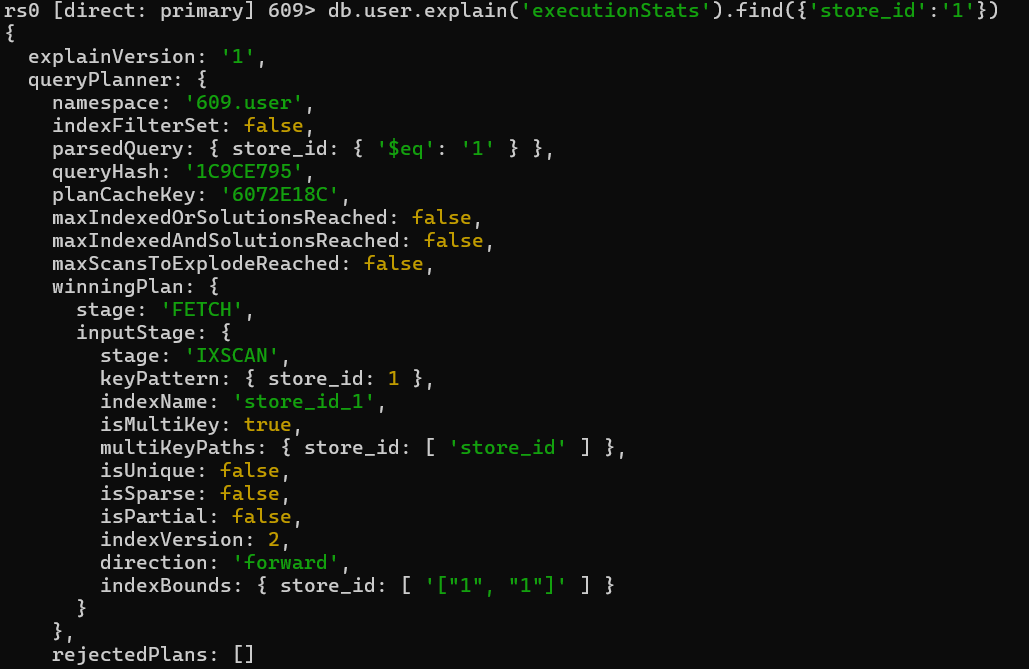 rs0 [direct: primary] 609> db.user.explain('executionStats').find({'store_id':'1'})
{
  explainVersion: '1',
  queryPlanner: {
    namespace: '609.user',
    indexFilterSet: false,
    parsedQuery: { store_id: { '$eq': '1' } },
    queryHash: '1C9CE795',
    planCacheKey: '6072E18C',
    maxIndexedOrSolutionsReached: false,
    maxIndexedAndSolutionsReached: false,
    maxScansToExplodeReached: false,
    winningPlan: {
      stage: 'FETCH',
      inputStage: {
        stage: 'IXSCAN',
        keyPattern: { store_id: 1 },
        indexName: 'store_id_1',
        isMultiKey: true,
        multiKeyPaths: { store_id: [ 'store_id' ] },
        isUnique: false,
        isSparse: false,
        isPartial: false,
        indexVersion: 2,
        direction: 'forward',
        indexBounds: { store_id: [ '["1", "1"]' ] }
      }
    },
    rejectedPlans: []